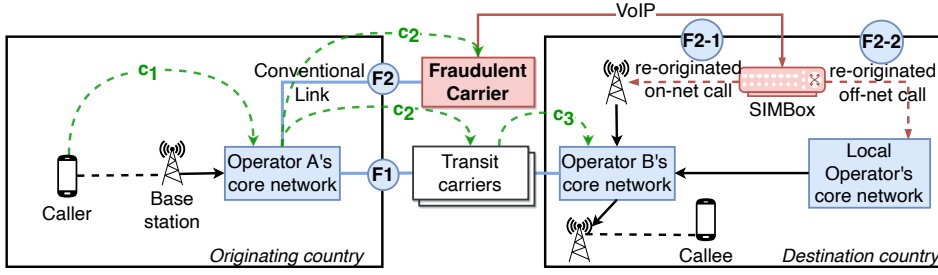 VoIP
c2
F2-1
F2-2
c1
Conventional
Link
F2
Fraudulent
Carrier
re-originated
on-net call
re-originated
off-net call
SIMBox
c2
c3
Caller
Base
station
Operator A's
core network
F1
Transit
carriers
Operator B's
core network
Local
Operator's
core network
Callee
Originating country
Destination country